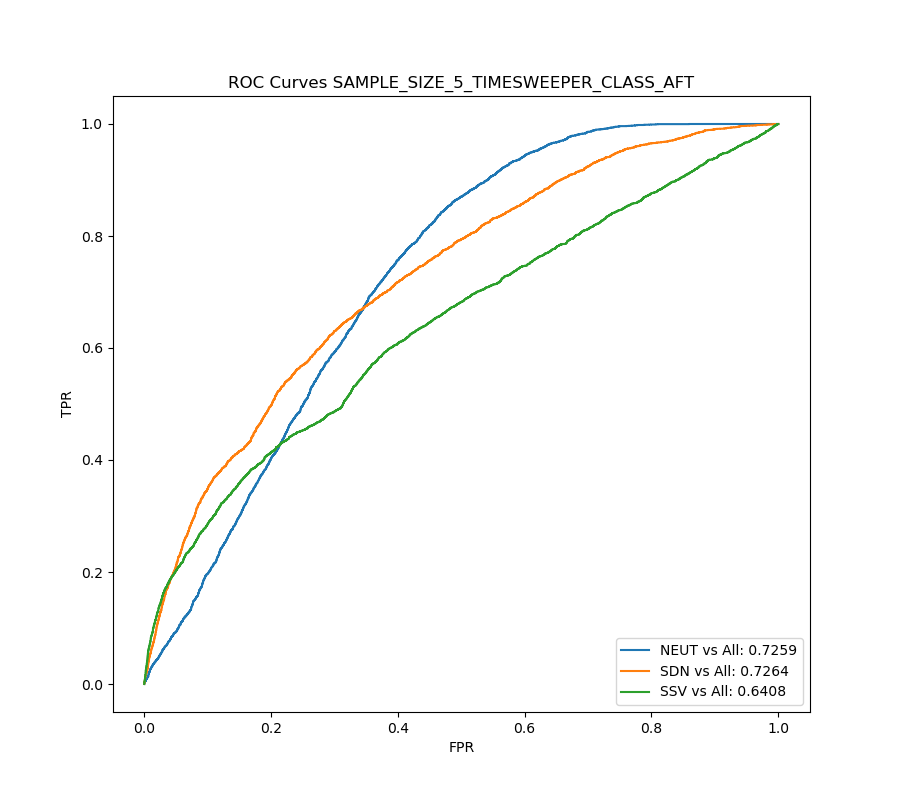 ROC Curves SAMPLE_SIZE_5_TIMESWEEPER_CLASS_AFT
1.0
0.8
0.6
0.4
0.2
0.0
TPR
NEUT vs All: 0.7259
SDN vs All: 0.7264
SSV vs All: 0.6408
0.0 0.2 0.4 0.6 0.8 1.0
FPR